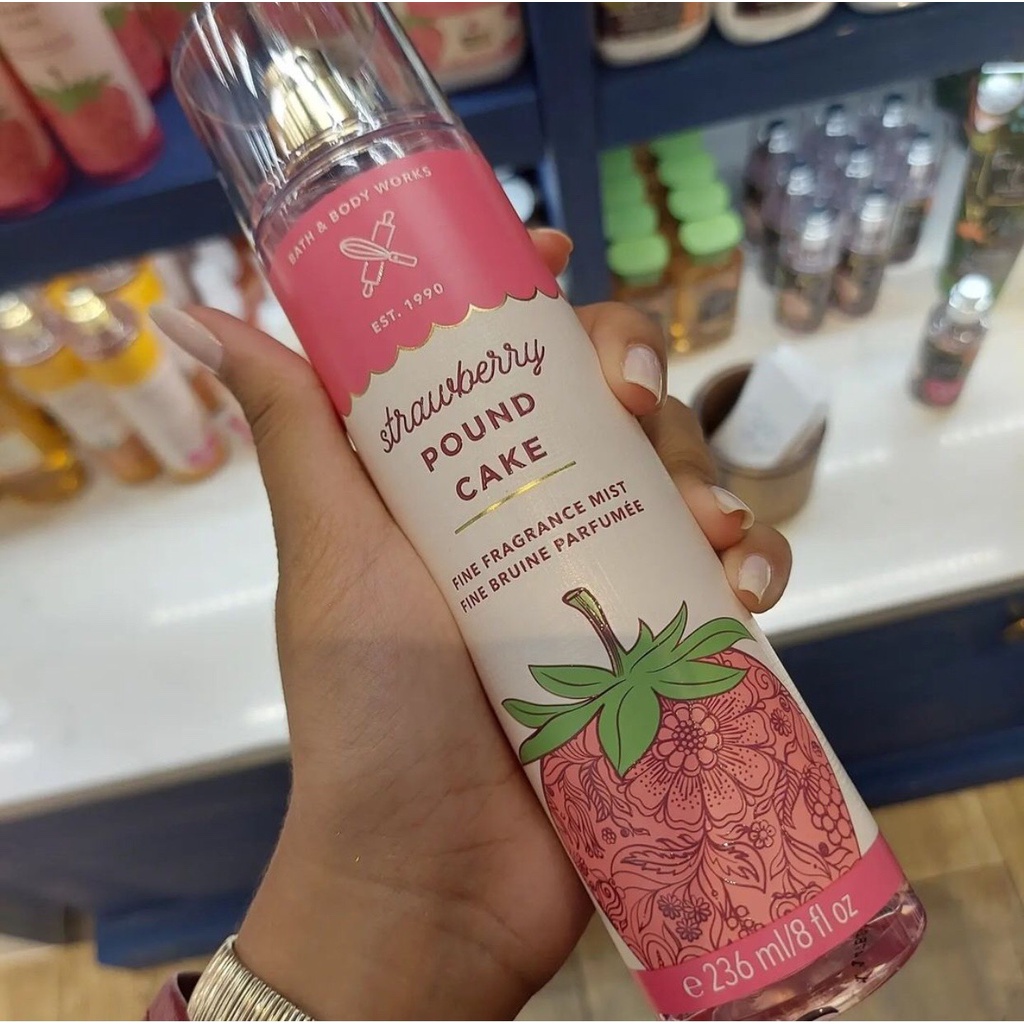 BATH & BODY WORKS
EST. 1990
strawberry
POUND
CAKE
FINE FRAGRANCE MIST
FINE BRUINE PARFUMÉE
e 236 ml/8 fl oz